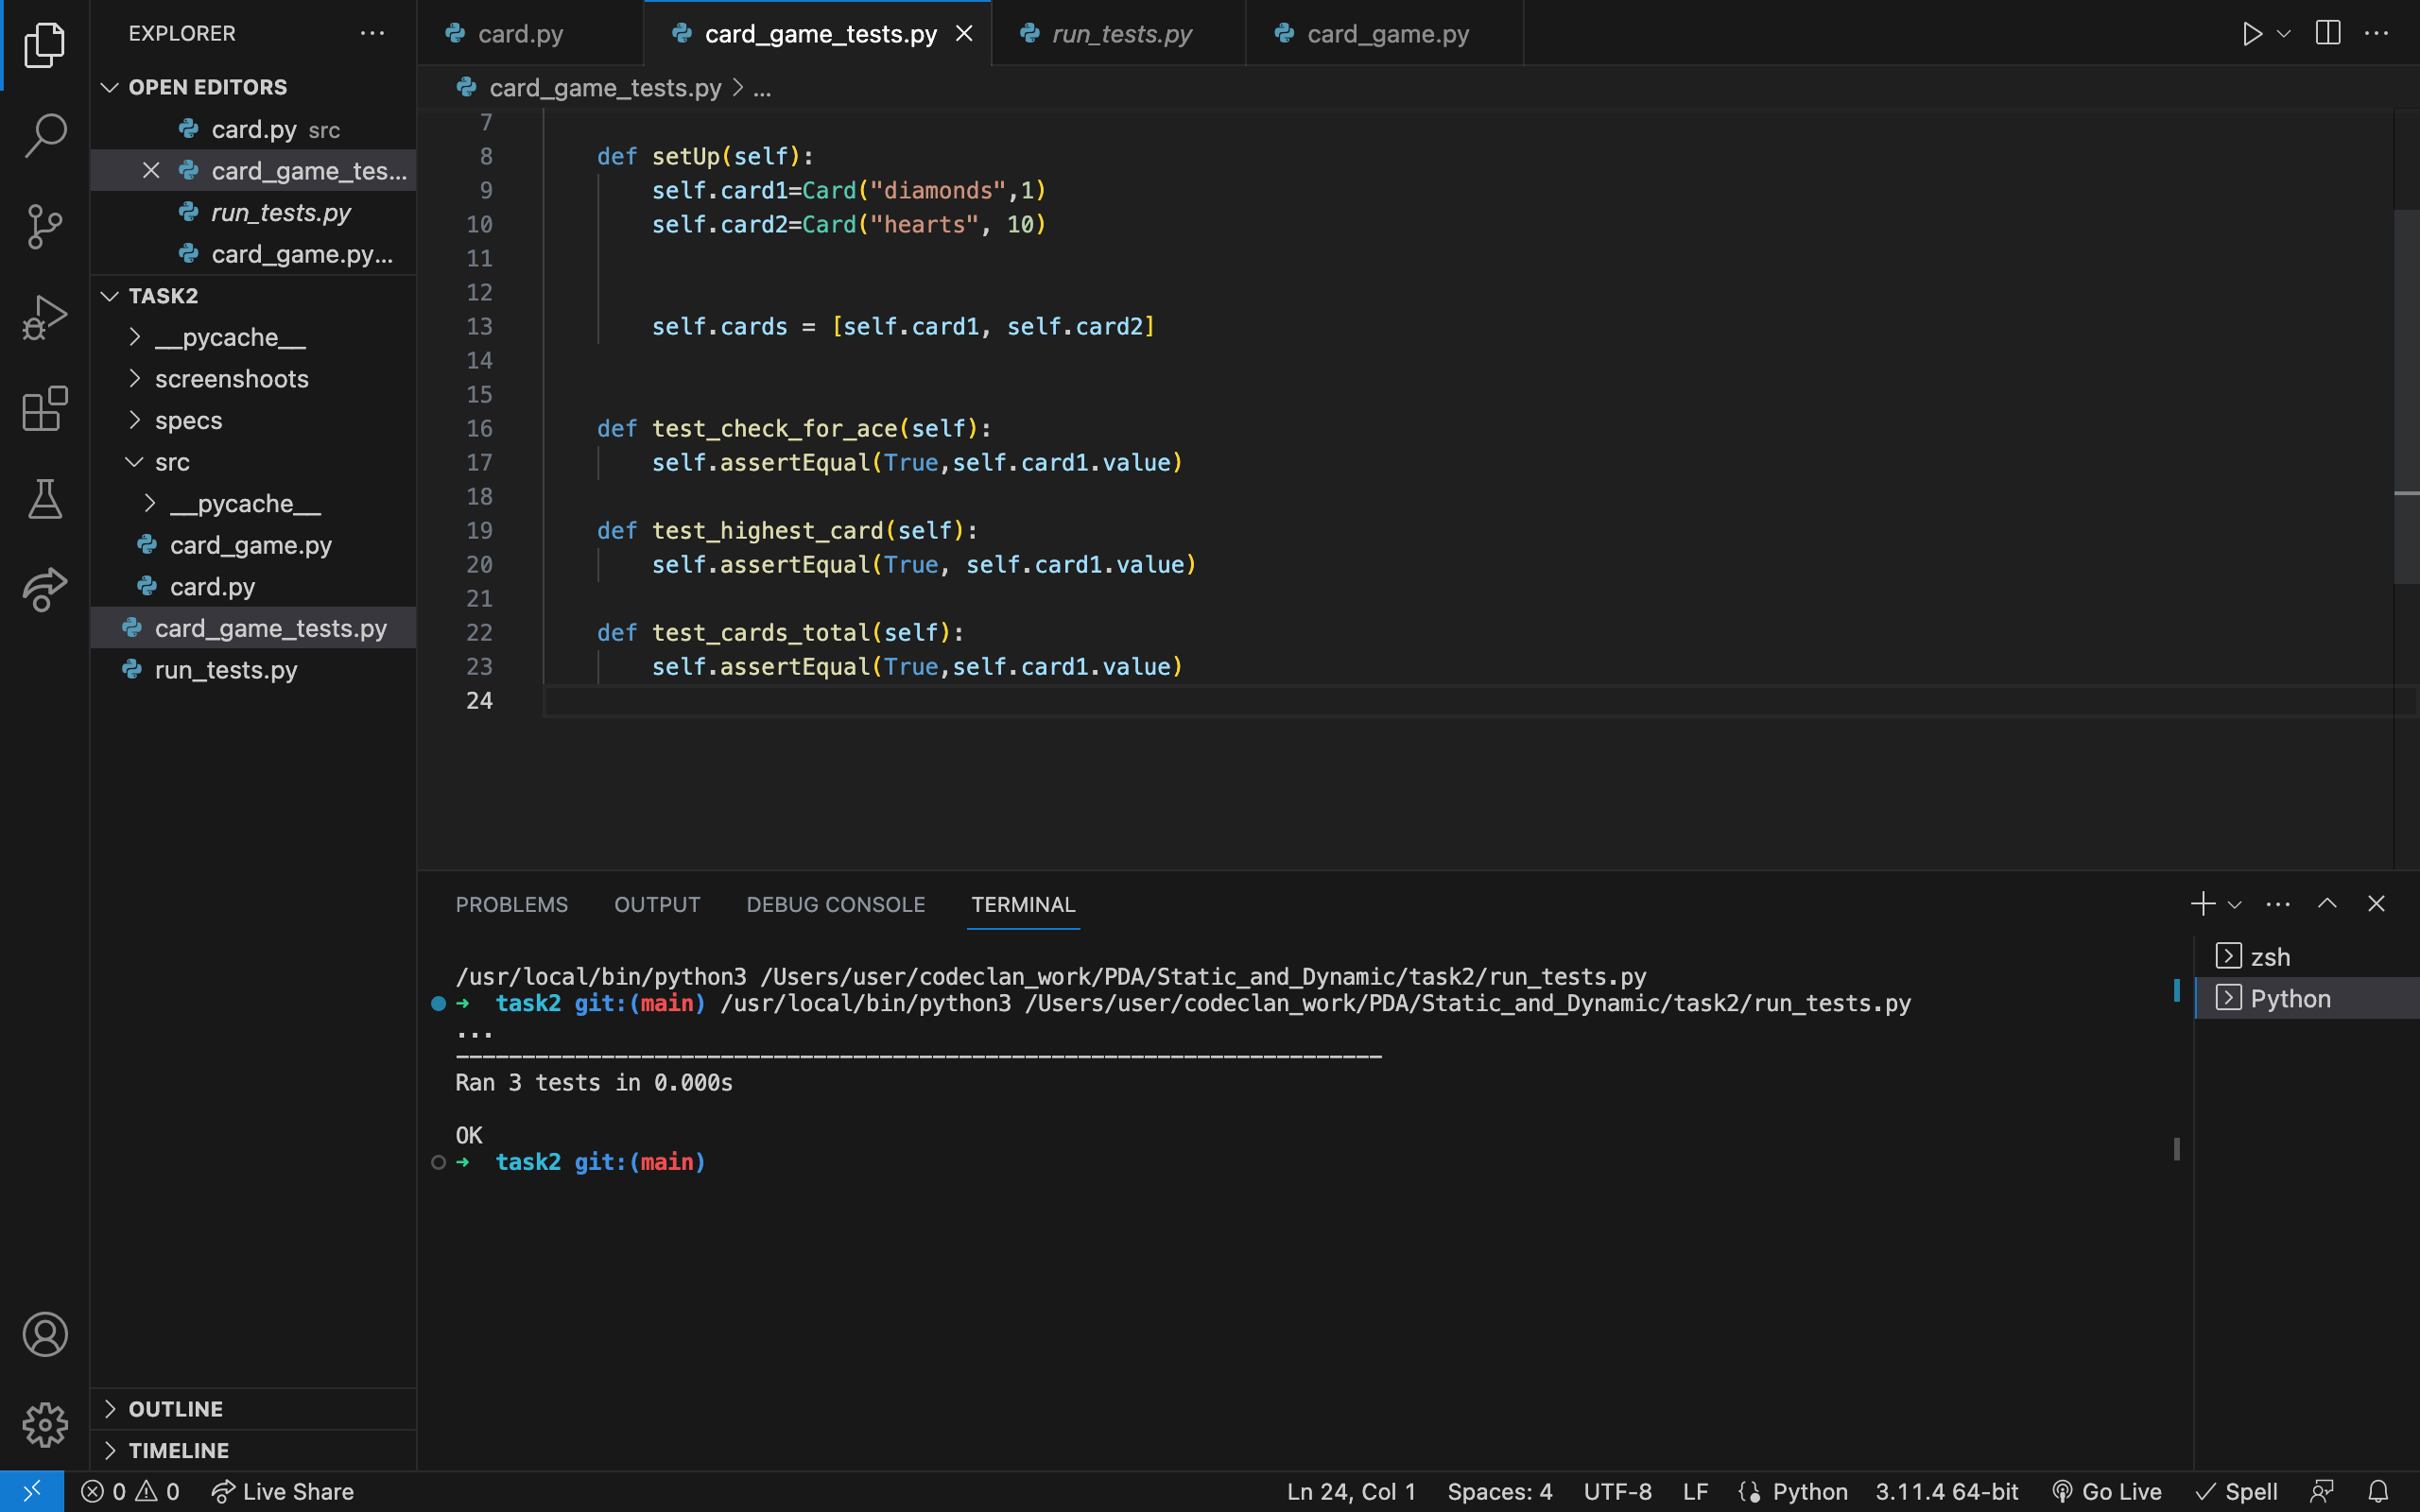 EXPLORER
OPEN EDITORS
card.py src
card_game_tes...
run_tests.py
card_game.py...
TASK2
__pycache__
screenshoots
specs
src
__pycache__
card_game.py
card.py
card_game_tests.py
run_tests.py
OUTLINE
TIMELINE
card.py
card_game_tests.py
run_tests.py
card_game.py
card_game_tests.py > ...
7
8 def setUp(self):
9 self.card1=Card("diamonds",1)
10 self.card2=Card("hearts", 10)
11
12
13 self.cards = [self.card1, self.card2]
14
15
16 def test_check_for_ace(self):
17 self.assertEqual(True,self.card1.value)
18
19 def test_highest_card(self):
20 self.assertEqual(True, self.card1.value)
21
22 def test_cards_total(self):
23 self.assertEqual(True,self.card1.value)
24
PROBLEMS OUTPUT DEBUG CONSOLE TERMINAL
/usr/local/bin/python3 /Users/user/codeclan_work/PDA/Static_and_Dynamic/task2/run_tests.py
➜ task2 git:(main) /usr/local/bin/python3 /Users/user/codeclan_work/PDA/Static_and_Dynamic/task2/run_tests.py
...
----------------------------------------------------------------------
Ran 3 tests in 0.000s
OK
➜ task2 git:(main)
zsh
Python
0 0 Live Share Ln 24, Col 1 Spaces: 4 UTF-8 LF Python 3.11.4 64-bit Go Live Spell